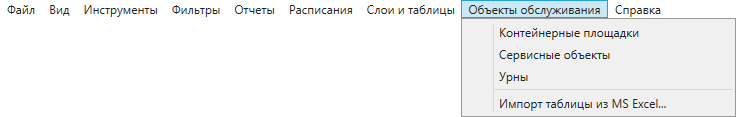 Файл Вид Инструменты Фильтры Отчеты Расписания Слои и таблицы Объекты обслуживания Справка
Контейнерные площадки
Сервисные объекты
Урны
Импорт таблицы из MS Excel...